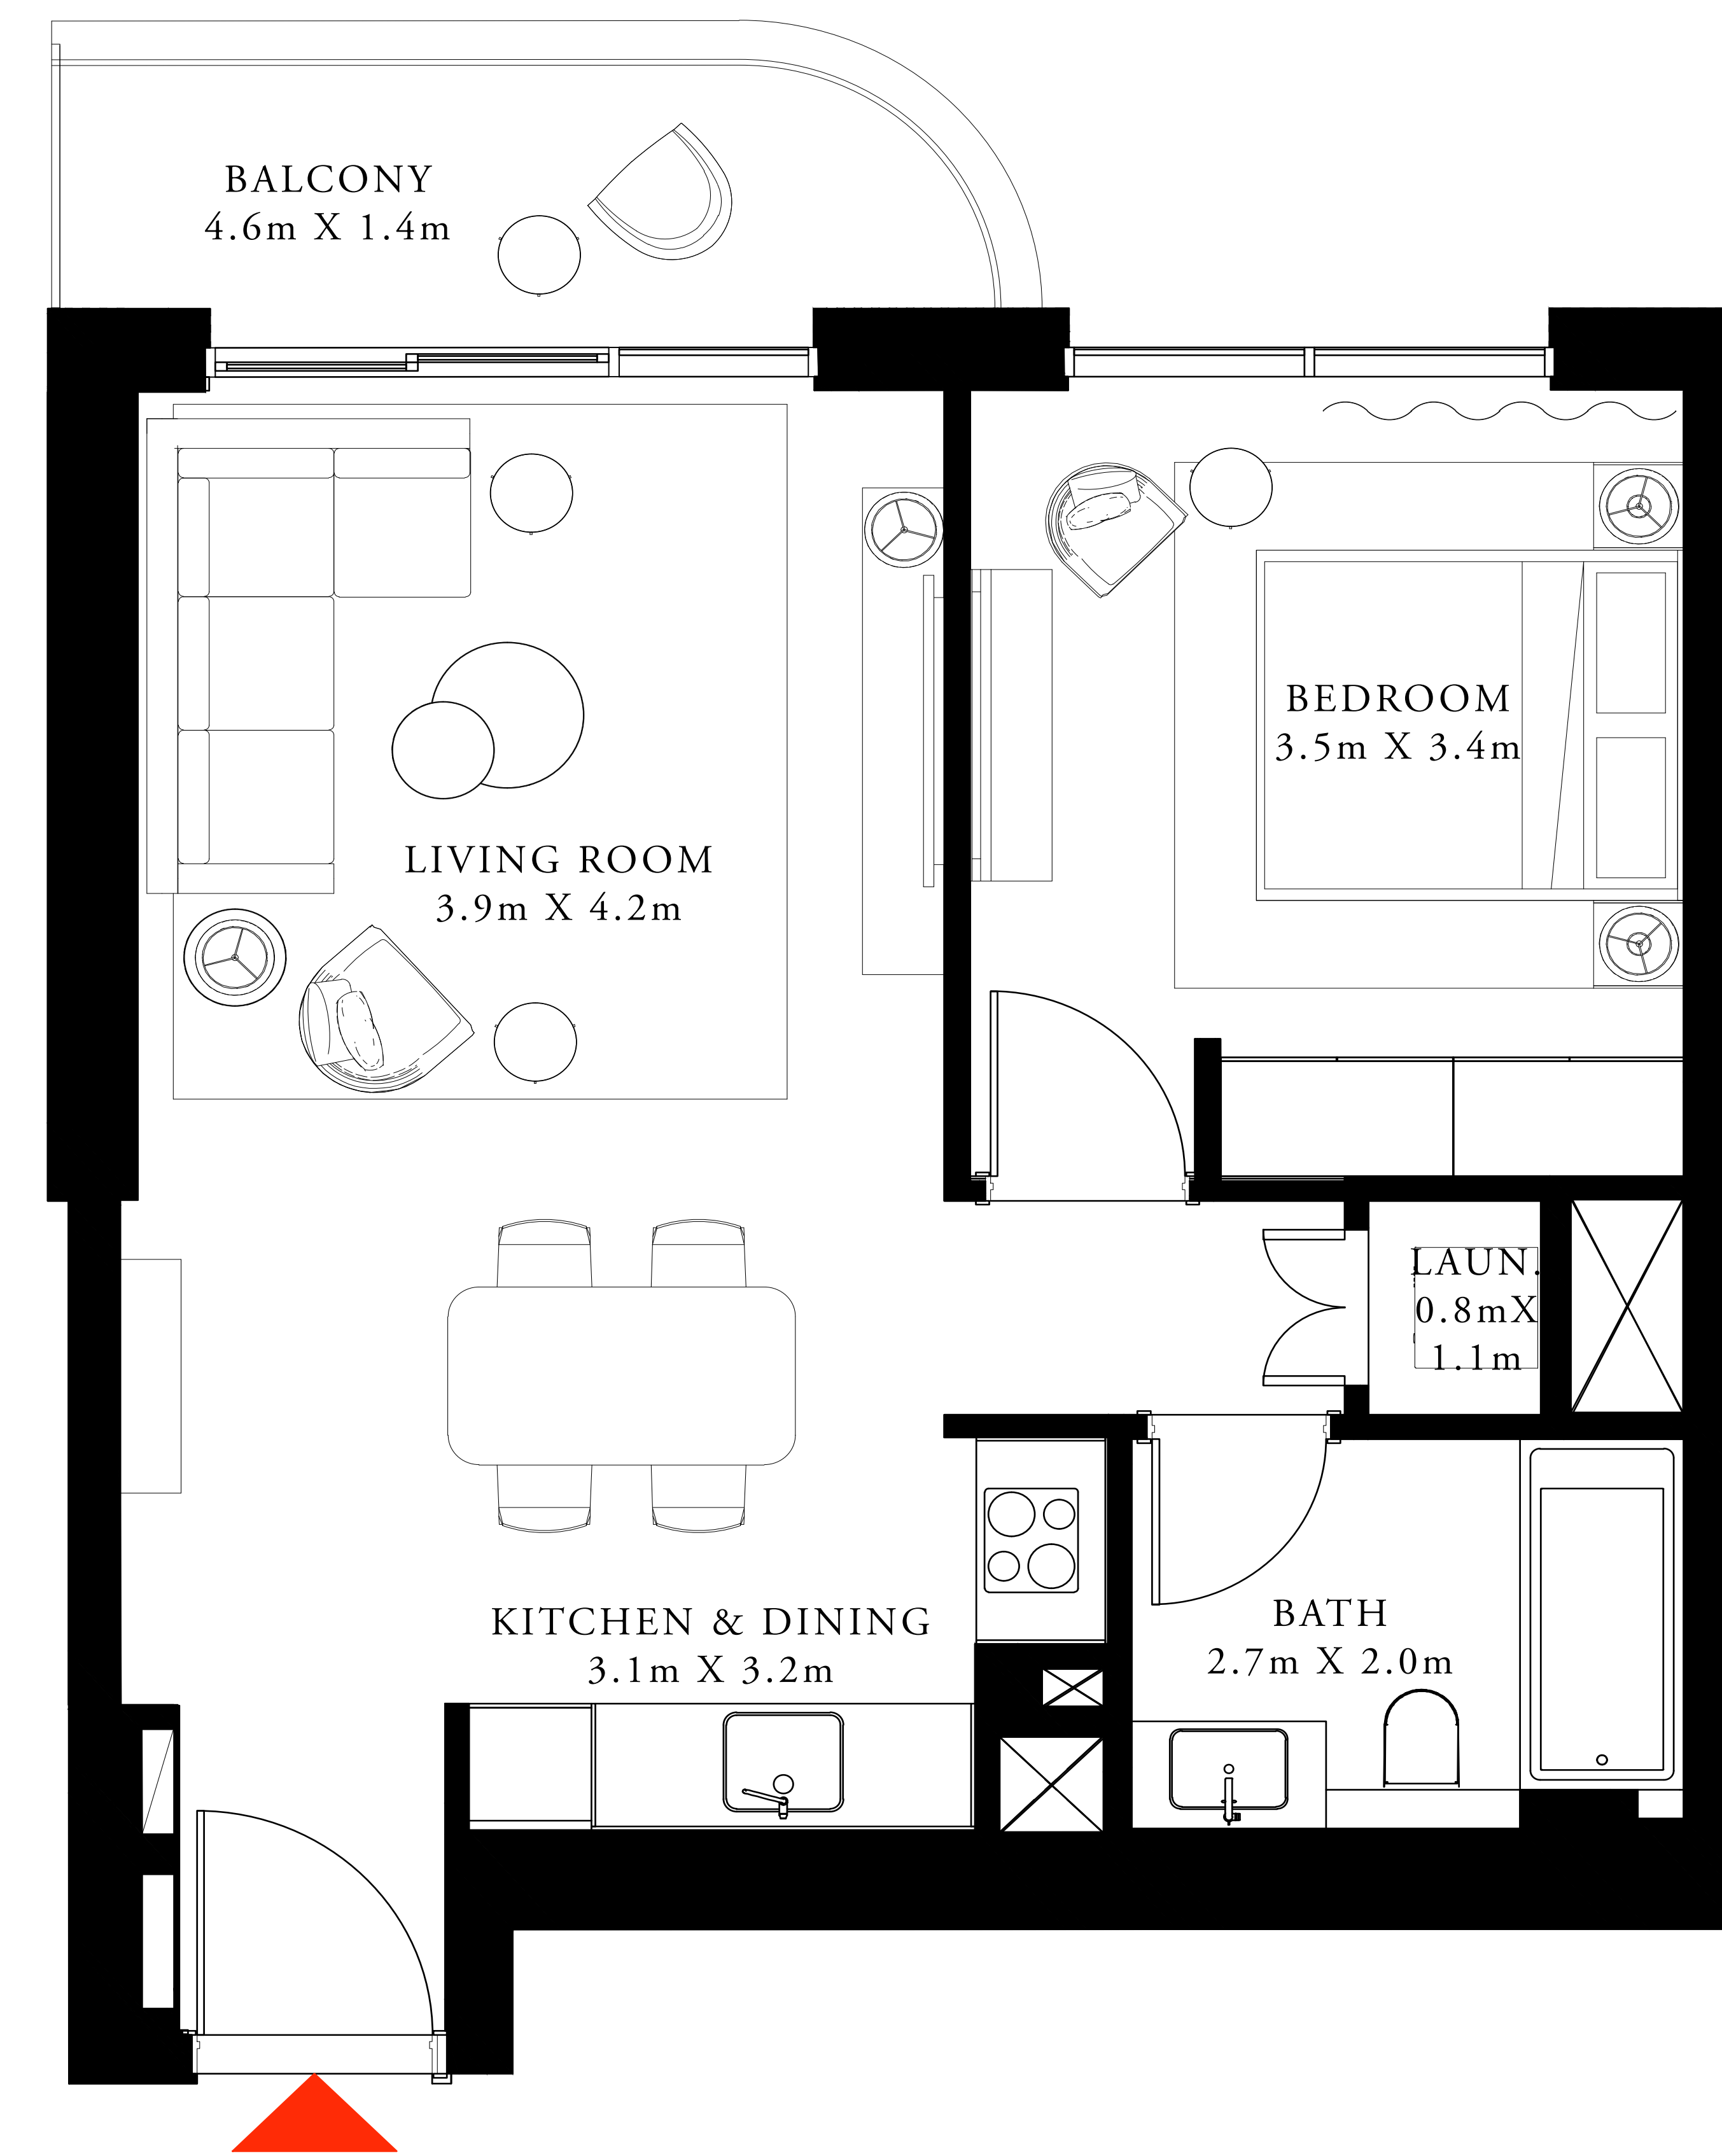 BALCONY
4.6m X 1.4m
BEDROOM
3.5m X 3.4m
LIVING ROOM
3.9m X 4.2m
LAUN.
0.8mX
1.1m
KITCHEN & DINING
3.1m X 3.2m
BATH
2.7m X 2.0m